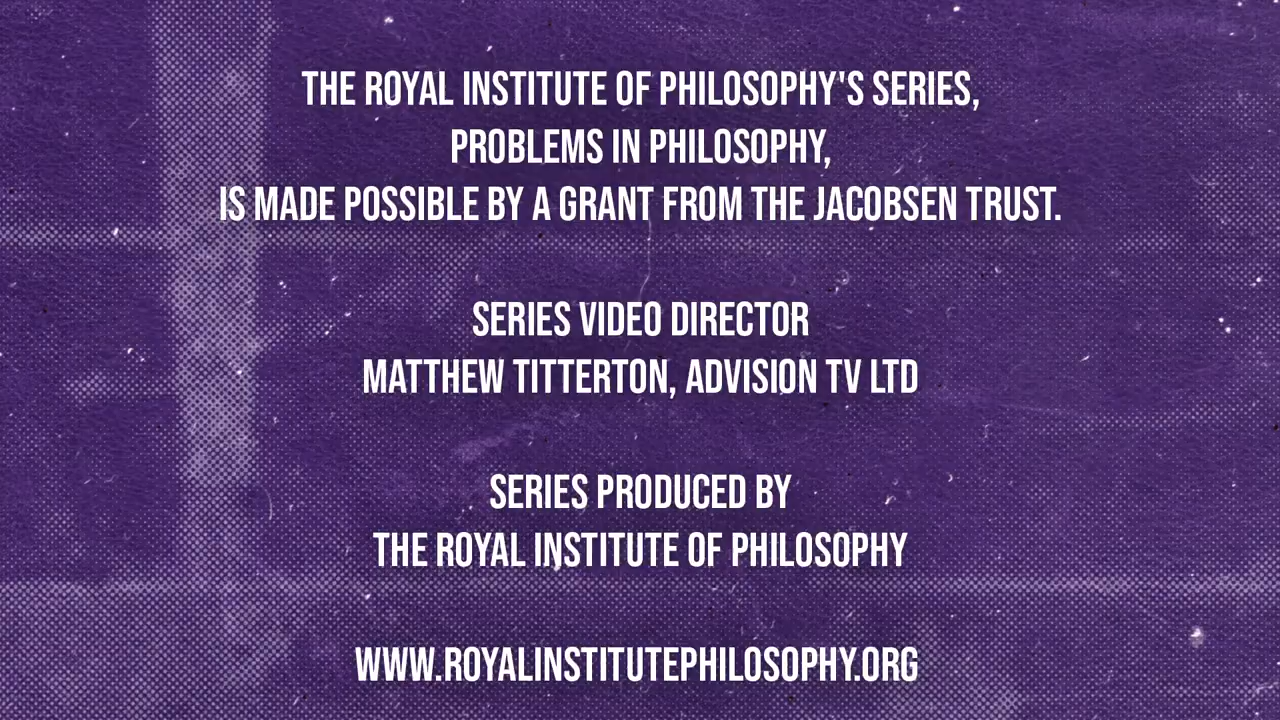 THE ROYAL INSTITUTE OF PHILOSOPHY'S SERIES,
PROBLEMS IN PHILOSOPHY,
IS MADE POSSIBLE BY A GRANT FROM THE JACOBSEN TRUST.
SERIES VIDEO DIRECTOR
MATTHEW TITTERTON, ADVISION TV LTD
SERIES PRODUCED BY
THE ROYAL INSTITUTE OF PHILOSOPHY
WWW.ROYALINSTITUTEPHILOSOPHY.ORG